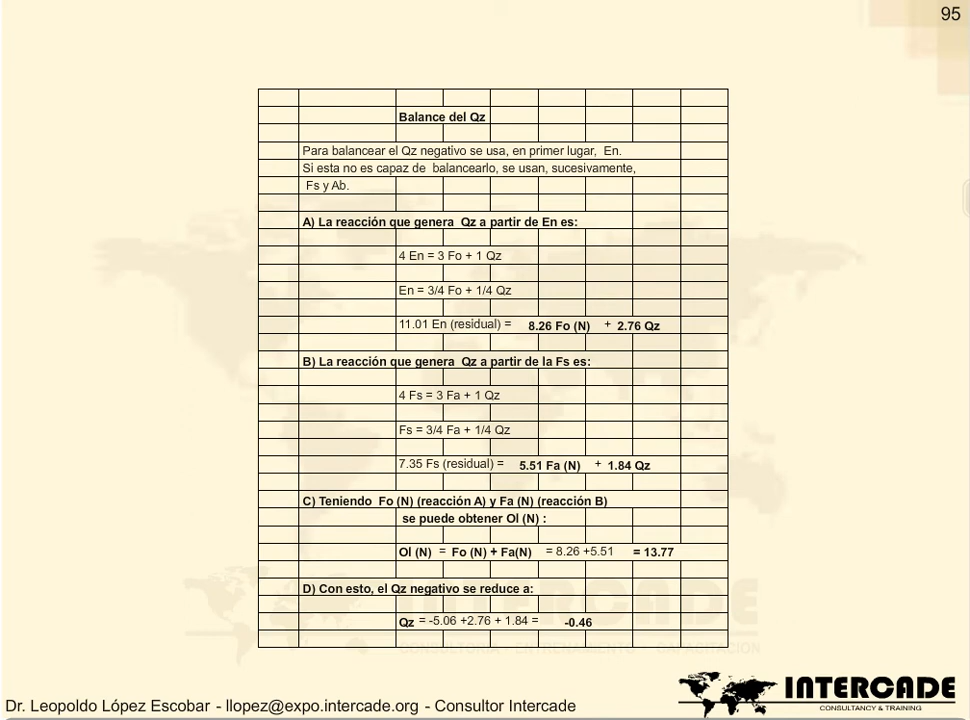 95
Balance del Qz
Para balancear el Qz negativo se usa, en primer lugar, En.
Si esta no es capaz de balancearlo, se usan, sucesivamente,
Fs y Ab.
A) La reacción que genera Qz a partir de En es:
4 En = 3 Fo + 1 Qz
En = 3/4 Fo + 1/4 Qz
11.01 En (residual) = 8.26 Fo (N) + 2.76 Qz
B) La reacción que genera Qz a partir de la Fs es:
4 Fs = 3 Fa + 1 Qz
Fs = 3/4 Fa + 1/4 Qz
7.35 Fs (residual) = 5.51 Fa (N) + 1.84 Qz
C) Teniendo Fo (N) (reacción A) y Fa (N) (reacción B)
se puede obtener Ol (N) :
Ol (N) = Fo (N) + Fa(N) = 8.26 +5.51 = 13.77
D) Con esto, el Qz negativo se reduce a:
Qz = -5.06 +2.76 + 1.84 = -0.46
INTERCADE
CONSULTORIA - ENTRENAMIENTO - CAPACITACION
INTERCADE
CONSULTANCY & TRAINING
Dr. Leopoldo López Escobar - llopez@expo.intercade.org - Consultor Intercade